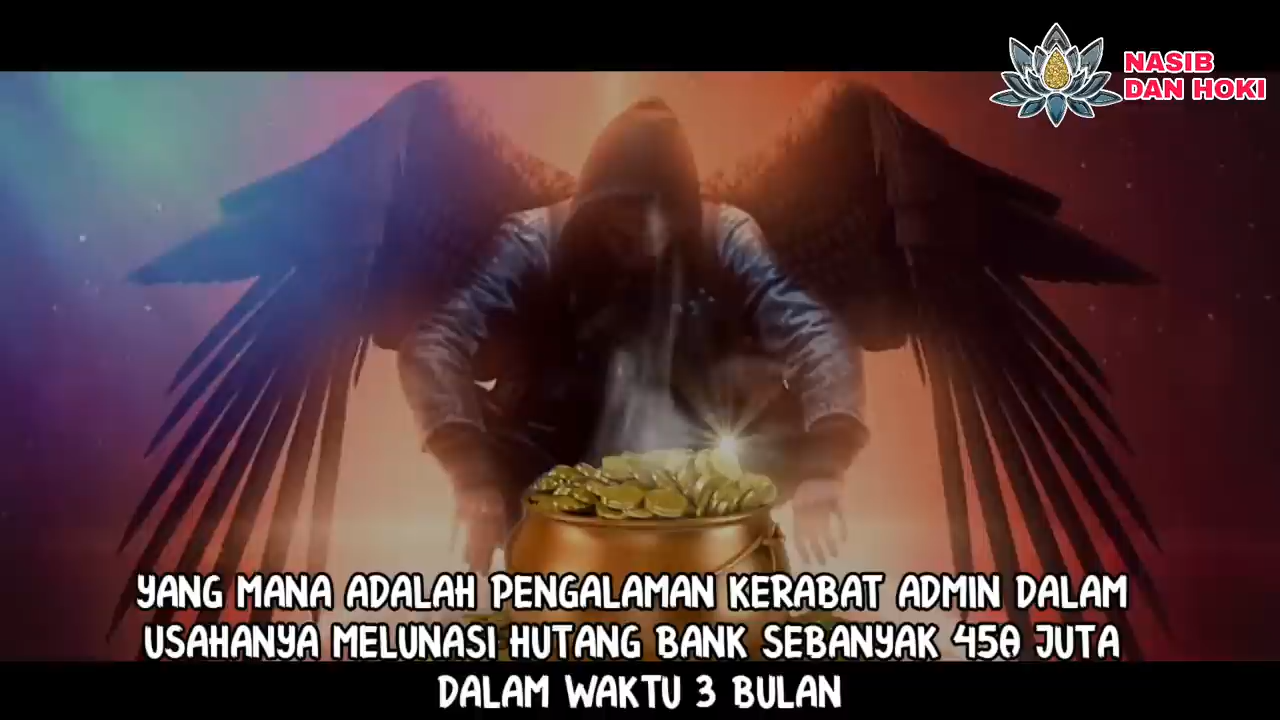 NASIB
DAN HOKI
YANG MANA ADALAH PENGALAMAN KERABAT ADMIN DALAM
USAHANYA MELUNASI HUTANG BANK SEBANYAK 450 JUTA
DALAM WAKTU 3 BULAN